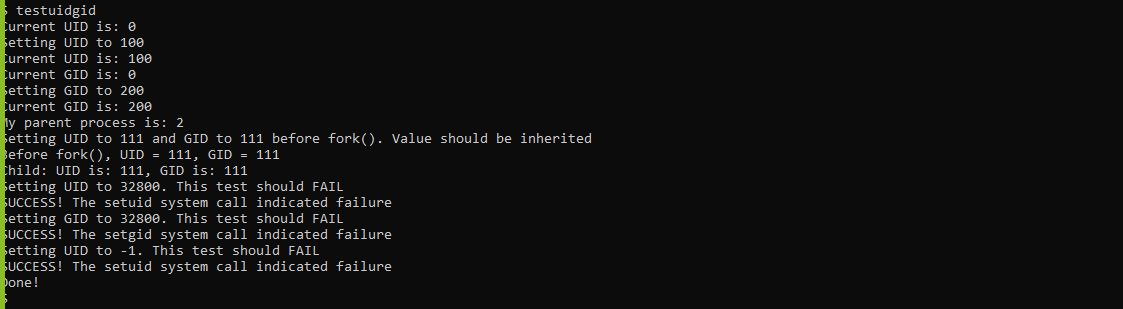 $ testuidgid
Current UID is: 0
Setting UID to 100
Current UID is: 100
Current GID is: 0
Setting GID to 200
Current GID is: 200
My parent process is: 2
Setting UID to 111 and GID to 111 before fork(). Value should be inherited
Before fork(), UID = 111, GID = 111
Child: UID is: 111, GID is: 111
Setting UID to 32800. This test should FAIL
SUCCESS! The setuid system call indicated failure
Setting GID to 32800. This test should FAIL
SUCCESS! The setgid system call indicated failure
Setting UID to -1. This test should FAIL
SUCCESS! The setuid system call indicated failure
Done!
$